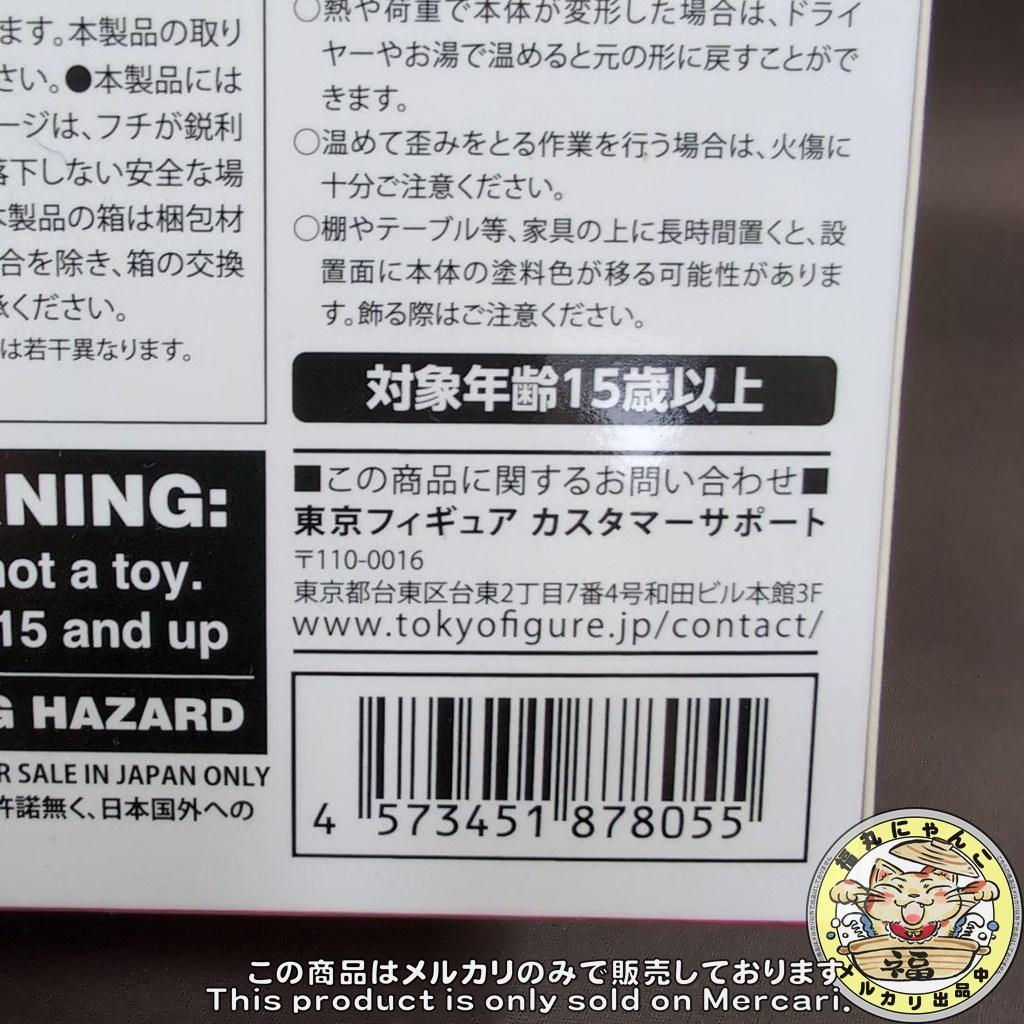 ます。本製品の取り
さい。●本製品には
ージは、フチが鋭利
落下しない安全な場
本製品の箱は梱包材
合を除き、箱の交換
承ください。
は若干異なります。
○熱や荷重で本体が変形した場合は、ドライ
ヤーやお湯で温めると元の形に戻すことがで
きます。
○温めて歪みをとる作業を行う場合は、火傷に
十分ご注意ください。
○棚やテーブル等、家具の上に長時間置くと、設
置面に本体の塗料色が移る可能性がありま
す。飾る際はご注意ください。
対象年齢15歳以上
NING:
not a toy.
15 and up
G HAZARD
R SALE IN JAPAN ONLY
許諾無く、日本国外への
■この商品に関するお問い合わせ■
東京フィギュア カスタマーサポート
〒110-0016
東京都台東区台東2丁目7番4号和田ビル本館3F
www.tokyofigure.jp/contact/
4 573451 878055
福丸にゃんこ
福
メルカリ出品中
この商品はメルカリのみで販売しております。
This product is only sold on Mercari.